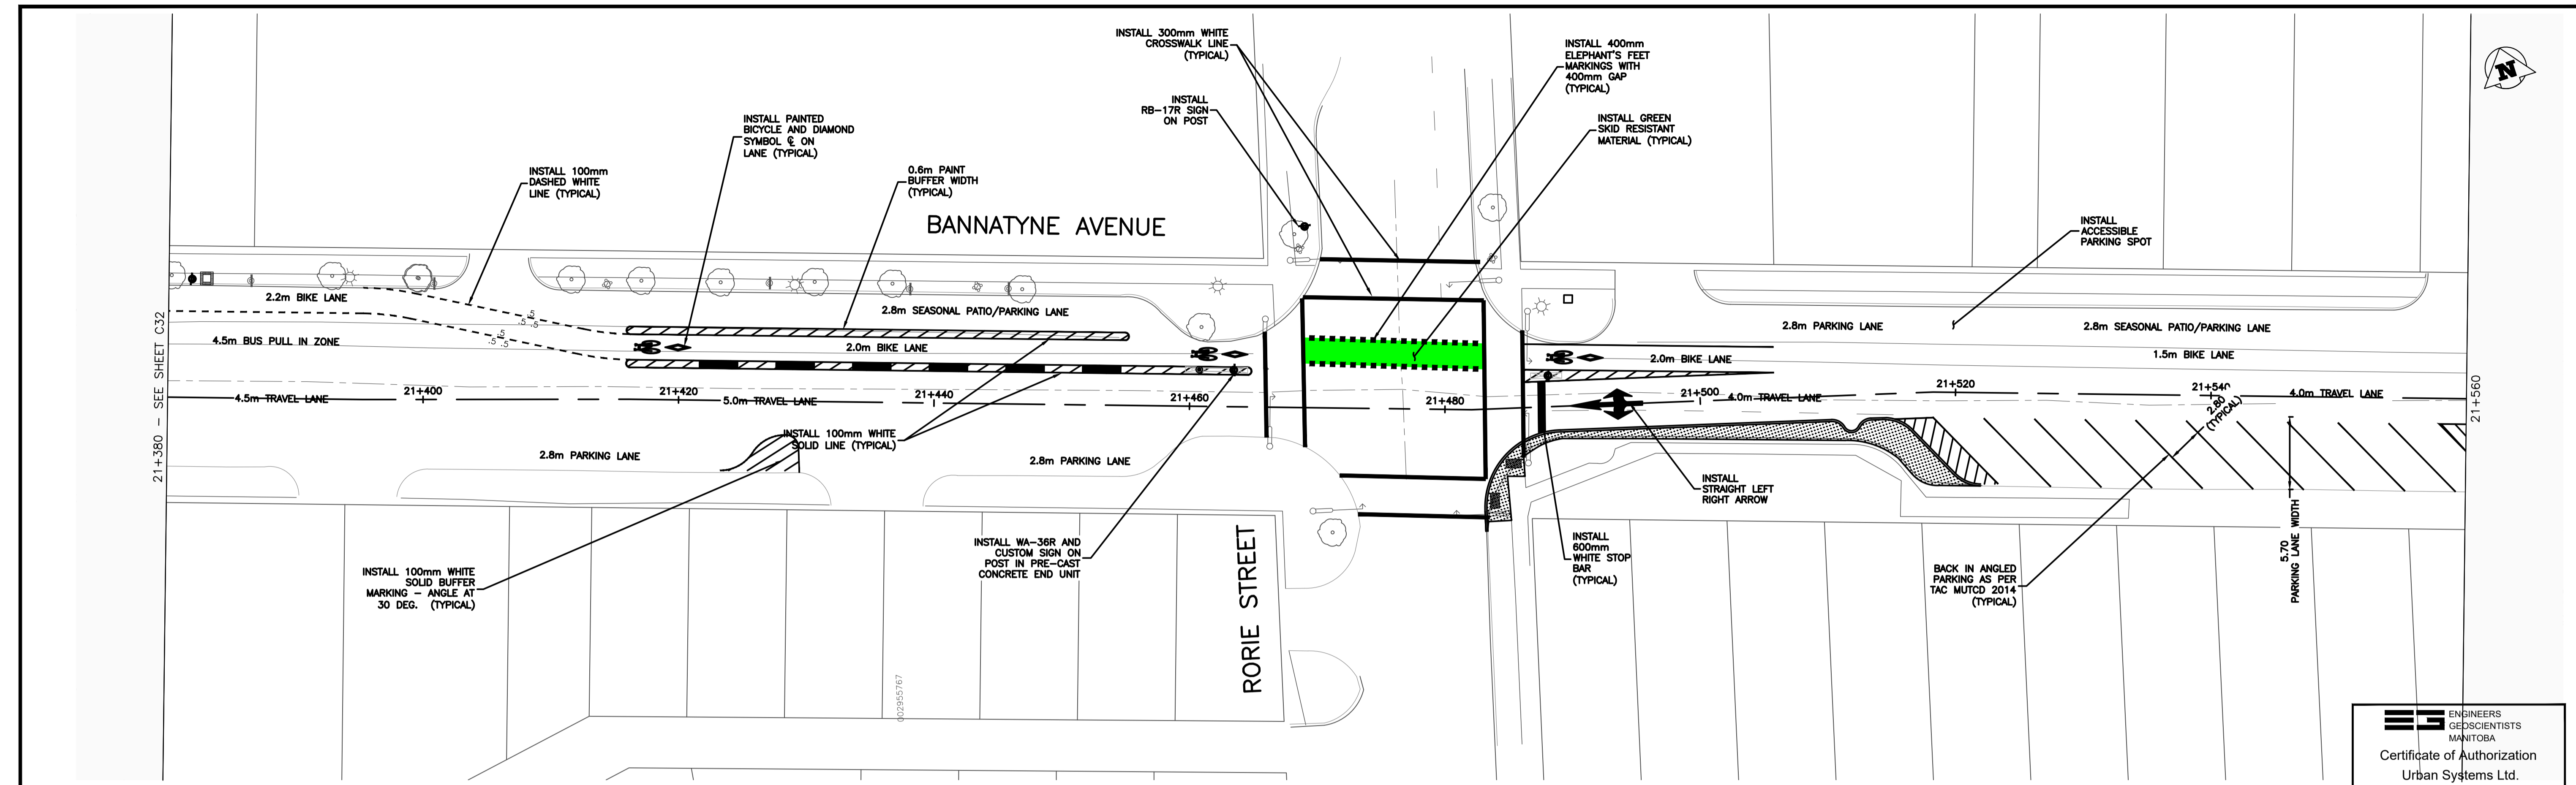 INSTALL 300mm WHITE
CROSSWALK LINE
(TYPICAL)
INSTALL 400mm
ELEPHANT'S FEET
MARKINGS WITH
400mm GAP
(TYPICAL)
N
INSTALL
RB-17R SIGN
ON POST
INSTALL PAINTED
BICYCLE AND DIAMOND
SYMBOL ℄ ON
LANE (TYPICAL)
INSTALL GREEN
SKID RESISTANT
MATERIAL (TYPICAL)
INSTALL 100mm
DASHED WHITE
LINE (TYPICAL)
0.6m PAINT
BUFFER WIDTH
(TYPICAL)
BANNATYNE AVENUE
INSTALL
ACCESSIBLE
PARKING SPOT
2.2m BIKE LANE
2.8m SEASONAL PATIO/PARKING LANE
2.8m PARKING LANE
2.8m SEASONAL PATIO/PARKING LANE
.5 .5
.5 .5
.5
.5 .5
4.5m BUS PULL IN ZONE
2.0m BIKE LANE
2.0m BIKE LANE
1.5m BIKE LANE
21+380 - SEE SHEET C32
4.5m TRAVEL LANE
21+400
21+420
5.0m TRAVEL LANE
21+440
21+460
21+480
21+500
4.0m TRAVEL LANE
21+520
21+540
4.0m TRAVEL LANE
21+560
2.80
(TYPICAL)
INSTALL 100mm WHITE
SOLID LINE (TYPICAL)
2.8m PARKING LANE
2.8m PARKING LANE
INSTALL
STRAIGHT LEFT
RIGHT ARROW
5.70
PARKING LANE WIDTH
INSTALL WA-36R AND
CUSTOM SIGN ON
POST IN PRE-CAST
CONCRETE END UNIT
INSTALL
600mm
WHITE STOP
BAR
(TYPICAL)
INSTALL 100mm WHITE
SOLID BUFFER
MARKING - ANGLE AT
30 DEG. (TYPICAL)
BACK IN ANGLED
PARKING AS PER
TAC MUTCD 2014
(TYPICAL)
RORIE STREET
002955767
ENGINEERS
GEOSCIENTISTS
MANITOBA
Certificate of Authorization
Urban Systems Ltd.